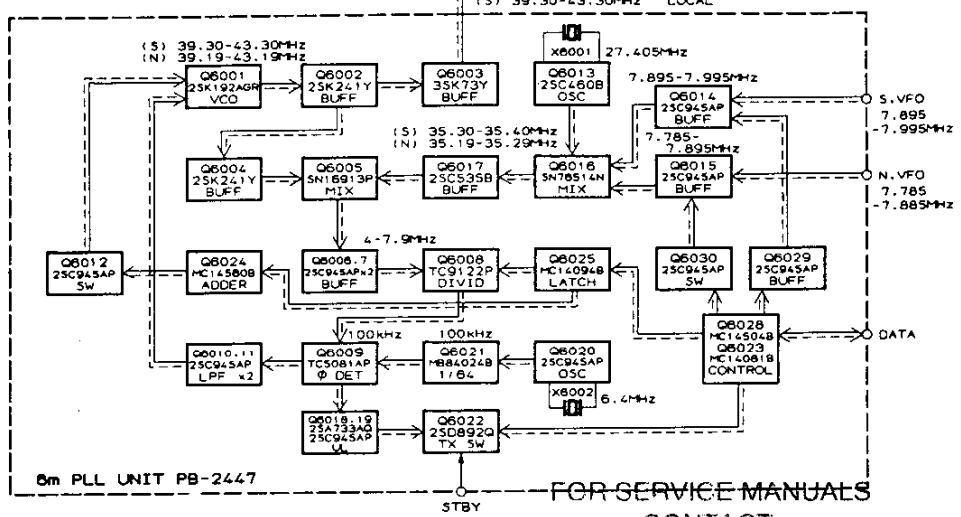 (S) 39.30-43.30MHz LOCAL
(S) 39.30-43.30MHz
(N) 39.19-43.19MHz
X6001
27.405MHz
Q6001
2SK192AGR
VCO
Q6002
2SK241Y
BUFF
Q6003
3SK73Y
BUFF
Q6013
2SC460B
OSC
7.895-7.995MHz
Q6014
2SC945AP
BUFF
S.VFO
7.895
-7.995MHz
(S) 35.30-35.40MHz
(N) 35.19-35.29MHz
7.785-
7.895MHz
Q6004
2SK241Y
BUFF
Q6005
SN16913P
MIX
Q6017
2SC535B
BUFF
Q6016
SN76514N
MIX
Q6015
2SC945AP
BUFF
N.VFO
7.785
-7.885MHz
4-7.9MHz
Q6012
2SC945AP
SW
Q6024
MC14560B
ADDER
Q6006.7
2SC945APx2
BUFF
Q6008
TC9122P
DIVID
Q6025
MC14094B
LATCH
Q6030
2SC945AP
SW
Q6029
2SC945AP
BUFF
100kHz
100kHz
Q6028
MC14504B
Q6023
MC14081B
CONTROL
DATA
Q6010.11
2SC945AP
LPF x2
Q6009
TC5081AP
Φ DET
Q6021
MB84024B
1/64
Q6020
2SC945AP
OSC
X6002
6.4MHz
Q6018.19
2SA733AQ
2SC945AP
UL
Q6022
2SD892Q
TX SW
6m PLL UNIT PB-2447
STBY
FOR SERVICE MANUALS
CONTACT